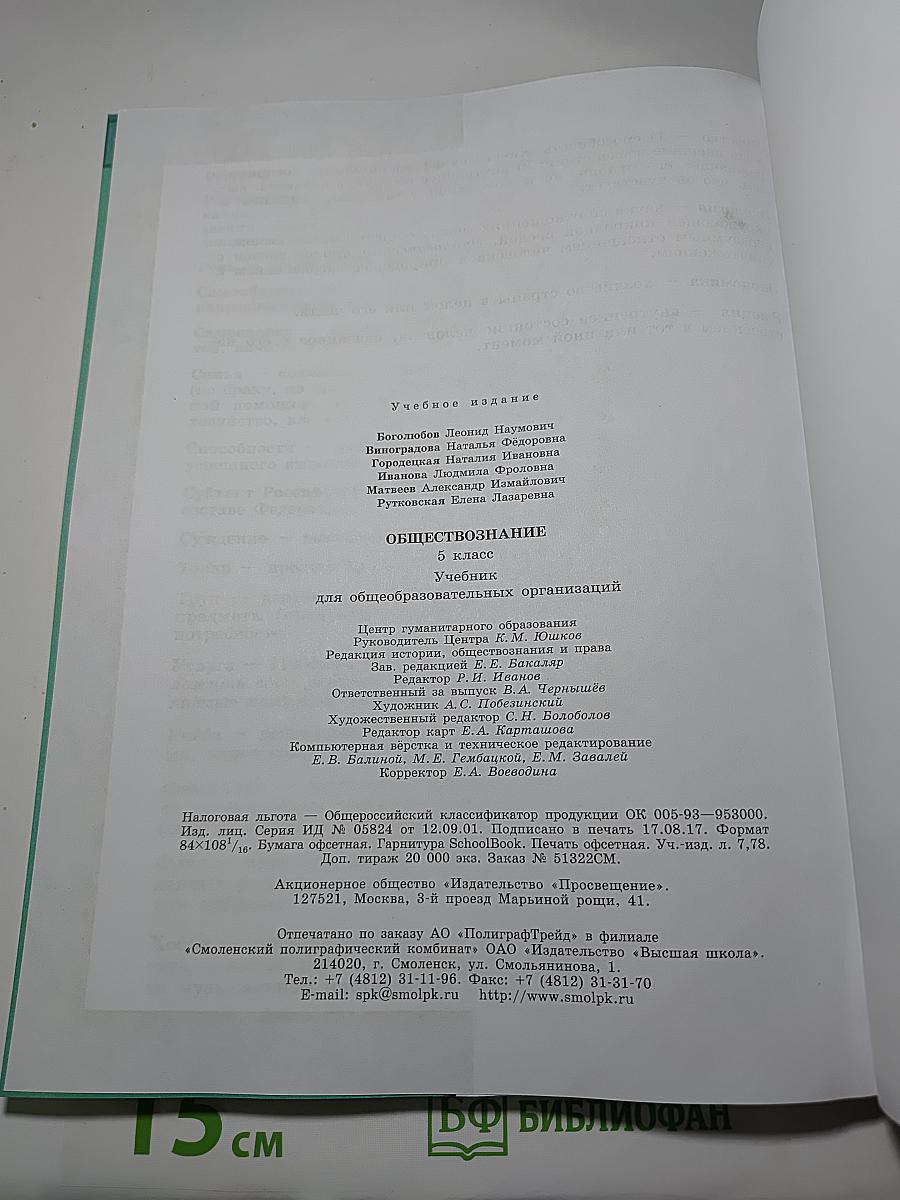 Учебное издание
Боголюбов Леонид Наумович
Виноградова Наталья Фёдоровна
Городецкая Наталия Ивановна
Иванова Людмила Фроловна
Матвеев Александр Измайлович
Рутковская Елена Лазаревна
ОБЩЕСТВОЗНАНИЕ
5 класс
Учебник
для общеобразовательных организаций
Центр гуманитарного образования
Руководитель Центра К. М. Юшков
Редакция истории, обществознания и права
Зав. редакцией Е. Е. Бакаляр
Редактор Р. И. Иванов
Ответственный за выпуск В. А. Чернышёв
Художник А. С. Побезинский
Художественный редактор С. Н. Болоболов
Редактор карт Е. А. Карташова
Компьютерная вёрстка и техническое редактирование
Е. В. Балиной, М. Е. Гембацкой, Е. М. Завалей
Корректор Е. А. Воеводина
Налоговая льгота — Общероссийский классификатор продукции ОК 005-93—953000.
Изд. лиц. Серия ИД № 05824 от 12.09.01. Подписано в печать 17.08.17. Формат
84×108¹/₁₆. Бумага офсетная. Гарнитура SchoolBook. Печать офсетная. Уч.-изд. л. 7,78.
Доп. тираж 20 000 экз. Заказ № 51322СМ.
Акционерное общество «Издательство «Просвещение».
127521, Москва, 3-й проезд Марьиной рощи, 41.
Отпечатано по заказу АО «ПолиграфТрейд» в филиале
«Смоленский полиграфический комбинат» ОАО «Издательство «Высшая школа».
214020, г. Смоленск, ул. Смольянинова, 1.
Тел.: +7 (4812) 31-11-96. Факс: +7 (4812) 31-31-70
E-mail: spk@smolpk.ru http://www.smolpk.ru
15 см
БФ БИБЛИОФАН